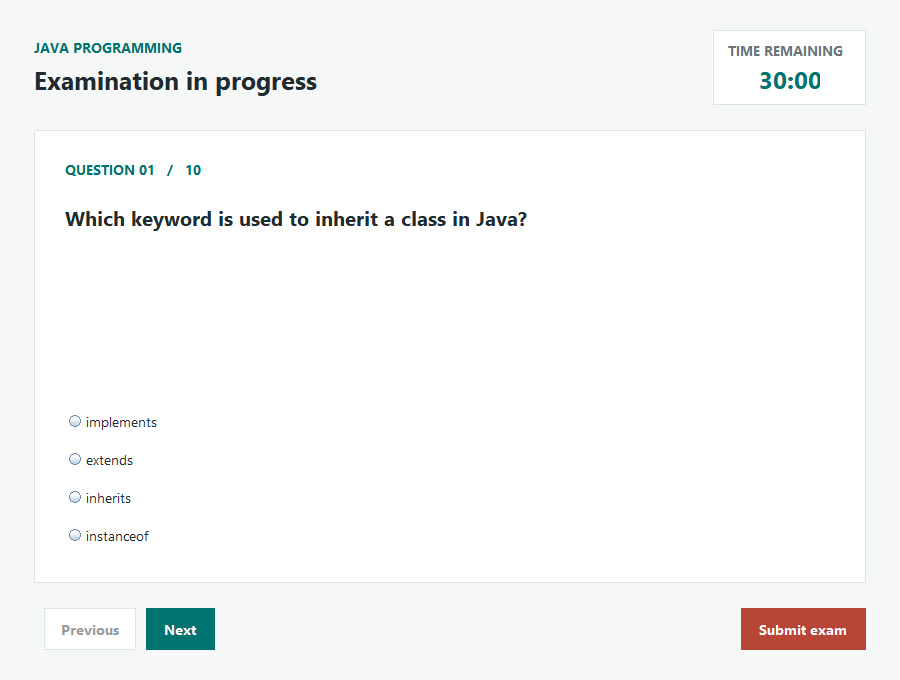 JAVA PROGRAMMING
Examination in progress
TIME REMAINING
30:00
QUESTION 01 / 10
Which keyword is used to inherit a class in Java?
implements
extends
inherits
instanceof
Previous
Next
Submit exam